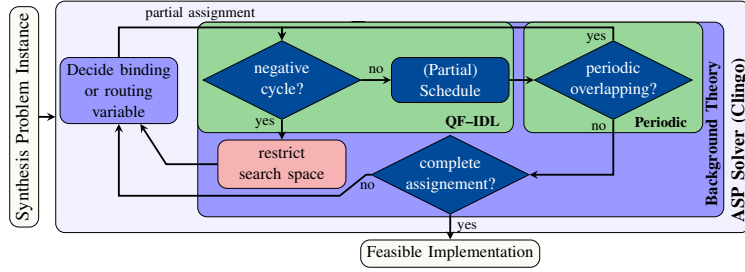 Synthesis Problem Instance
partial assignment
Decide binding
or routing
variable
negative
cycle?
no
(Partial)
Schedule
yes
periodic
overlapping?
yes
QF–IDL
Periodic
no
restrict
search space
complete
assignement?
no
yes
Background Theory
ASP Solver (Clingo)
Feasible Implementation